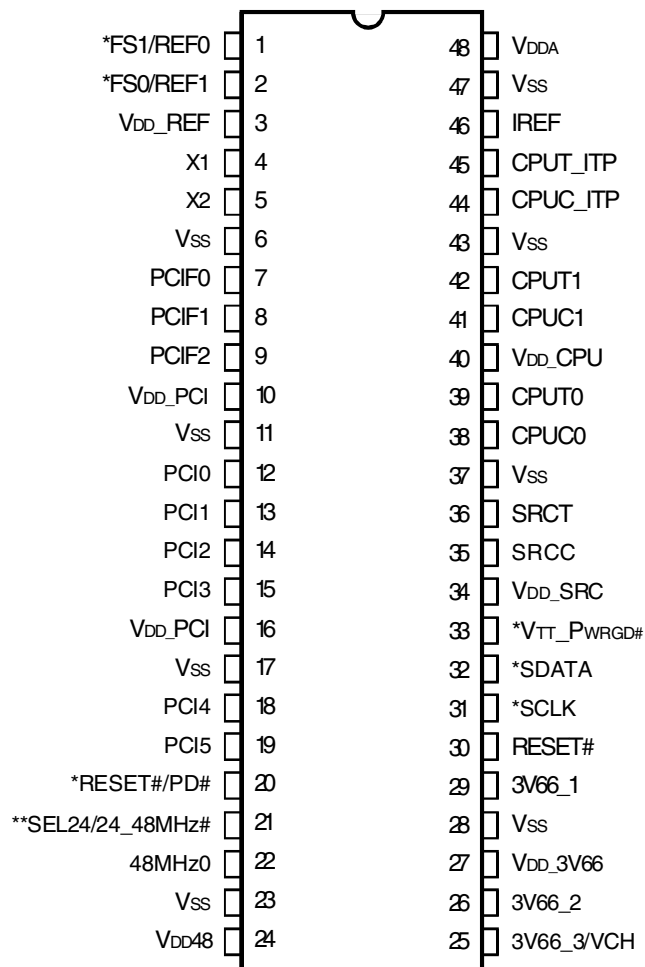 *FS1/REF0 1 48 VDDA
*FS0/REF1 2 47 VSS
VDD_REF 3 46 IREF
X1 4 45 CPUT_ITP
X2 5 44 CPUC_ITP
VSS 6 43 VSS
PCIF0 7 42 CPUT1
PCIF1 8 41 CPUC1
PCIF2 9 40 VDD_CPU
VDD_PCI 10 39 CPUT0
VSS 11 38 CPUC0
PCI0 12 37 VSS
PCI1 13 36 SRCT
PCI2 14 35 SRCC
PCI3 15 34 VDD_SRC
VDD_PCI 16 33 *VTT_PWRGD#
VSS 17 32 *SDATA
PCI4 18 31 *SCLK
PCI5 19 30 RESET#
*RESET#/PD# 20 29 3V66_1
**SEL24/24_48MHz# 21 28 VSS
48MHz0 22 27 VDD_3V66
VSS 23 26 3V66_2
VDD48 24 25 3V66_3/VCH